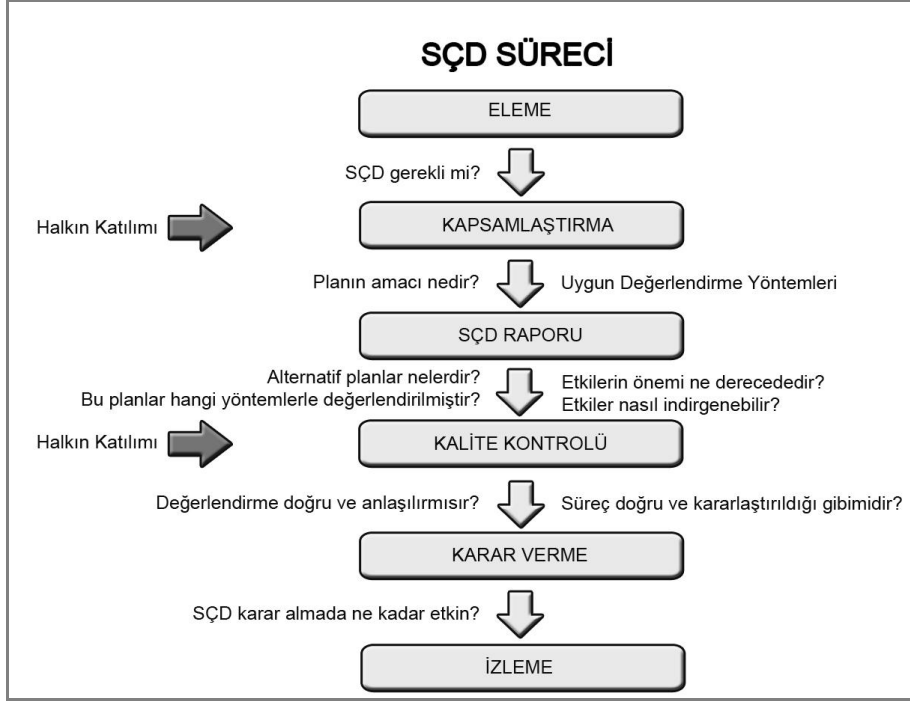 SÇD SÜRECİ
ELEME
SÇD gerekli mi?
Halkın Katılımı
KAPSAMLAŞTIRMA
Planın amacı nedir?
Uygun Değerlendirme Yöntemleri
SÇD RAPORU
Alternatif planlar nelerdir?
Bu planlar hangi yöntemlerle değerlendirilmiştir?
Etkilerin önemi ne derecededir?
Etkiler nasıl indirgenebilir?
Halkın Katılımı
KALİTE KONTROLÜ
Değerlendirme doğru ve anlaşılırmısır?
Süreç doğru ve kararlaştırıldığı gibimidir?
KARAR VERME
SÇD karar almada ne kadar etkin?
İZLEME